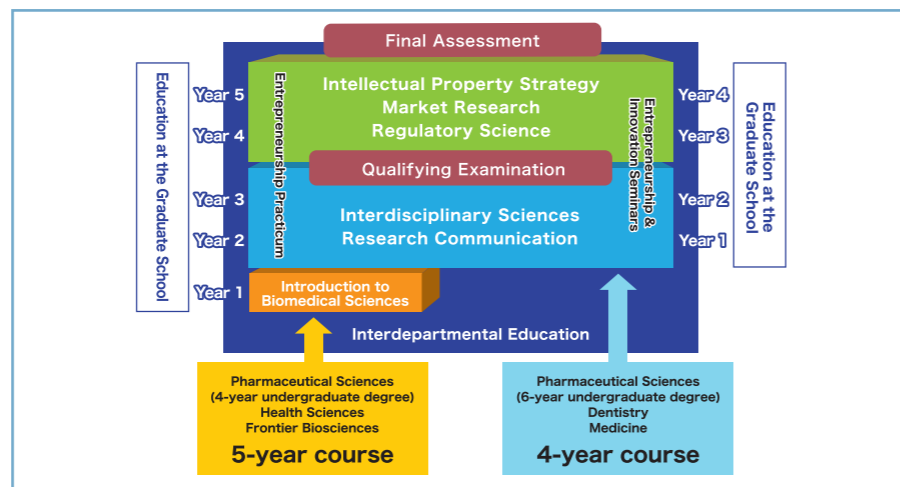 Final Assessment
Education at the Graduate School
Year 5
Year 4
Year 3
Year 2
Year 1
Entrepreneurship Practicum
Intellectual Property Strategy
Market Research
Regulatory Science
Qualifying Examination
Interdisciplinary Sciences
Research Communication
Entrepreneurship &
Innovation Seminars
Year 4
Year 3
Year 2
Year 1
Education at the
Graduate School
Introduction to
Biomedical Sciences
Interdepartmental Education
Pharmaceutical Sciences
(4-year undergraduate degree)
Health Sciences
Frontier Biosciences
5-year course
Pharmaceutical Sciences
(6-year undergraduate degree)
Dentistry
Medicine
4-year course